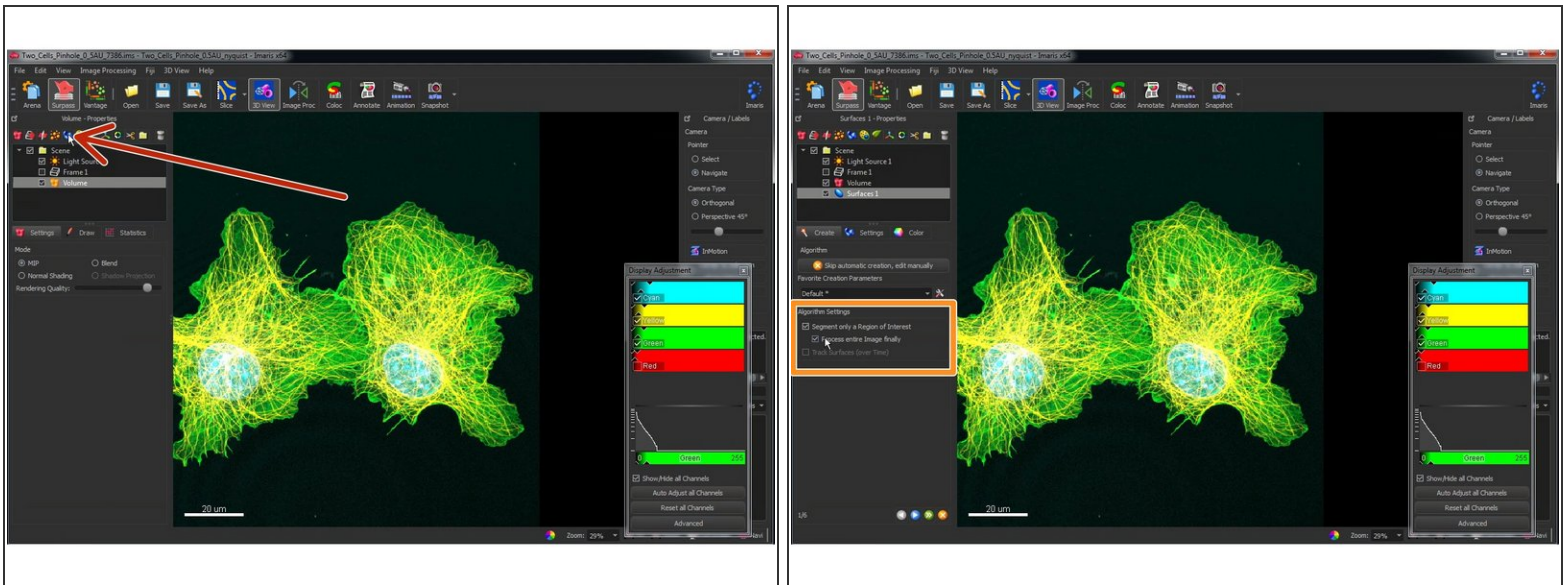 Two_Cells_Pinhole_0_5AU_7386.ims - Two_Cells_Pinhole_0.5AU_nyquist - Imaris x64
File Edit View Image Processing Fiji 3D View Help
Arena Surpass Vantage Open Save Save As Slice 3D View Image Proc Coloc Annotate Animation Snapshot Imaris
Volume - Properties
Scene
Light Source
Frame 1
Volume
Settings Draw Statistics
Mode
MIP Blend
Normal Shading Shadow Projection
Rendering Quality:
20 um
Camera / Labels
Camera
Pointer
Select
Navigate
Camera Type
Orthogonal
Perspective 45°
InMotion
Display Adjustment
Cyan
Yellow
Green
Red
0 Green 255
Show/Hide all Channels
Auto Adjust all Channels
Reset all Channels
Advanced
Zoom: 29%
Navi
Two_Cells_Pinhole_0_5AU_7386.ims - Two_Cells_Pinhole_0.5AU_nyquist - Imaris x64
File Edit View Image Processing Fiji 3D View Help
Arena Surpass Vantage Open Save Save As Slice 3D View Image Proc Coloc Annotate Animation Snapshot Imaris
Surfaces 1 - Properties
Scene
Light Source 1
Frame 1
Volume
Surfaces 1
Create Settings Color
Algorithm
Skip automatic creation, edit manually
Favorite Creation Parameters
Default *
Algorithm Settings
Segment only a Region of Interest
Process entire Image finally
Track Surfaces (over Time)
1/6
20 um
Camera / Labels
Camera
Pointer
Select
Navigate
Camera Type
Orthogonal
Perspective 45°
InMotion
Display Adjustment
Cyan
Yellow
Green
Red
0 Green 255
Show/Hide all Channels
Auto Adjust all Channels
Reset all Channels
Advanced
Zoom: 29%
Navi